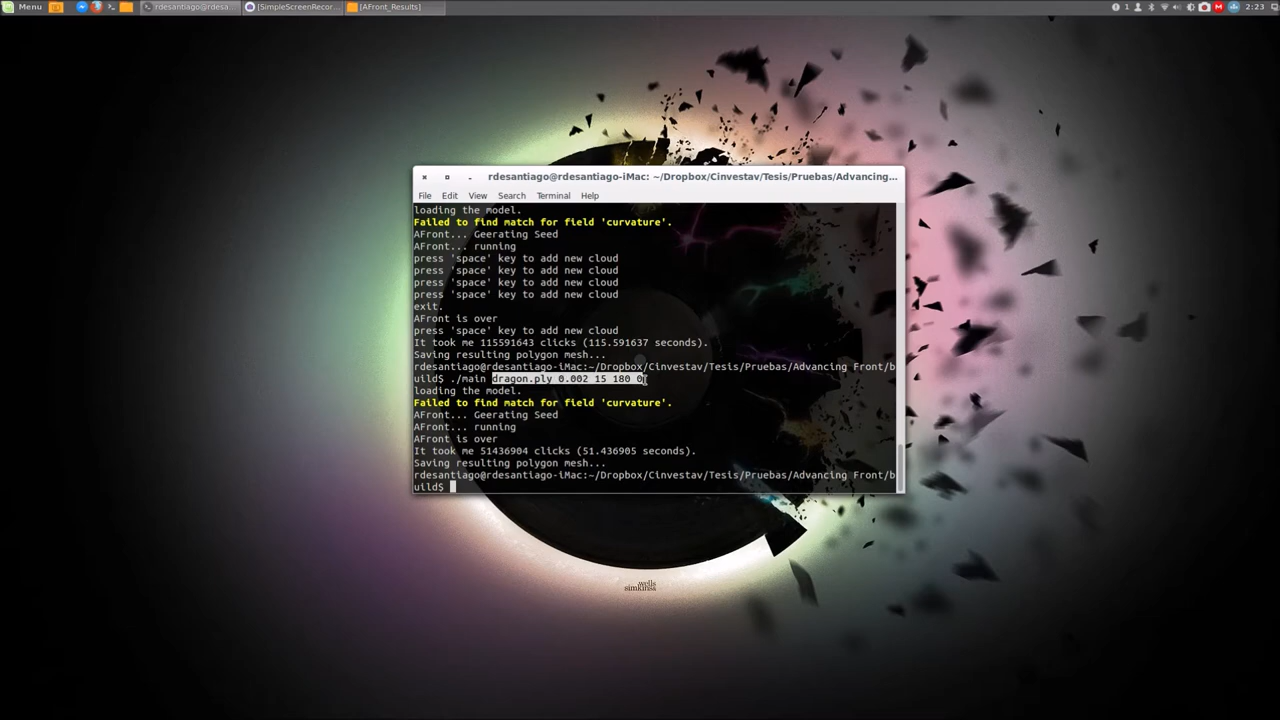 Menu
rdesantiago@rdesa...
[SimpleScreenRecor...
[AFront_Results]
1
2:23
rdesantiago@rdesantiago-iMac: ~/Dropbox/Cinvestav/Tesis/Pruebas/Advancing...
File Edit View Search Terminal Help
loading the model.
Failed to find match for field 'curvature'.
AFront... Geerating Seed
AFront... running
press 'space' key to add new cloud
press 'space' key to add new cloud
press 'space' key to add new cloud
press 'space' key to add new cloud
exit.
AFront is over
press 'space' key to add new cloud
It took me 115591643 clicks (115.591637 seconds).
Saving resulting polygon mesh...
rdesantiago@rdesantiago-iMac:~/Dropbox/Cinvestav/Tesis/Pruebas/Advancing Front/b
uild$ ./main dragon.ply 0.002 15 180 0
loading the model.
Failed to find match for field 'curvature'.
AFront... Geerating Seed
AFront... running
AFront is over
It took me 51436904 clicks (51.436905 seconds).
Saving resulting polygon mesh...
rdesantiago@rdesantiago-iMac:~/Dropbox/Cinvestav/Tesis/Pruebas/Advancing Front/b
uild$
wells
simkinsa